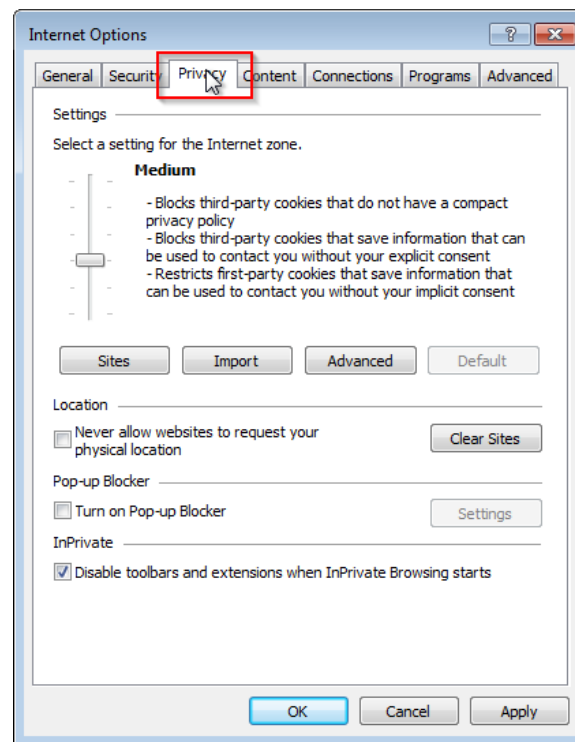 Internet Options
General Security Privacy Content Connections Programs Advanced
Settings
Select a setting for the Internet zone.
Medium
- Blocks third-party cookies that do not have a compact
privacy policy
- Blocks third-party cookies that save information that can
be used to contact you without your explicit consent
- Restricts first-party cookies that save information that
can be used to contact you without your implicit consent
Sites Import Advanced Default
Location
Never allow websites to request your
physical location
Clear Sites
Pop-up Blocker
Turn on Pop-up Blocker
Settings
InPrivate
Disable toolbars and extensions when InPrivate Browsing starts
OK Cancel Apply